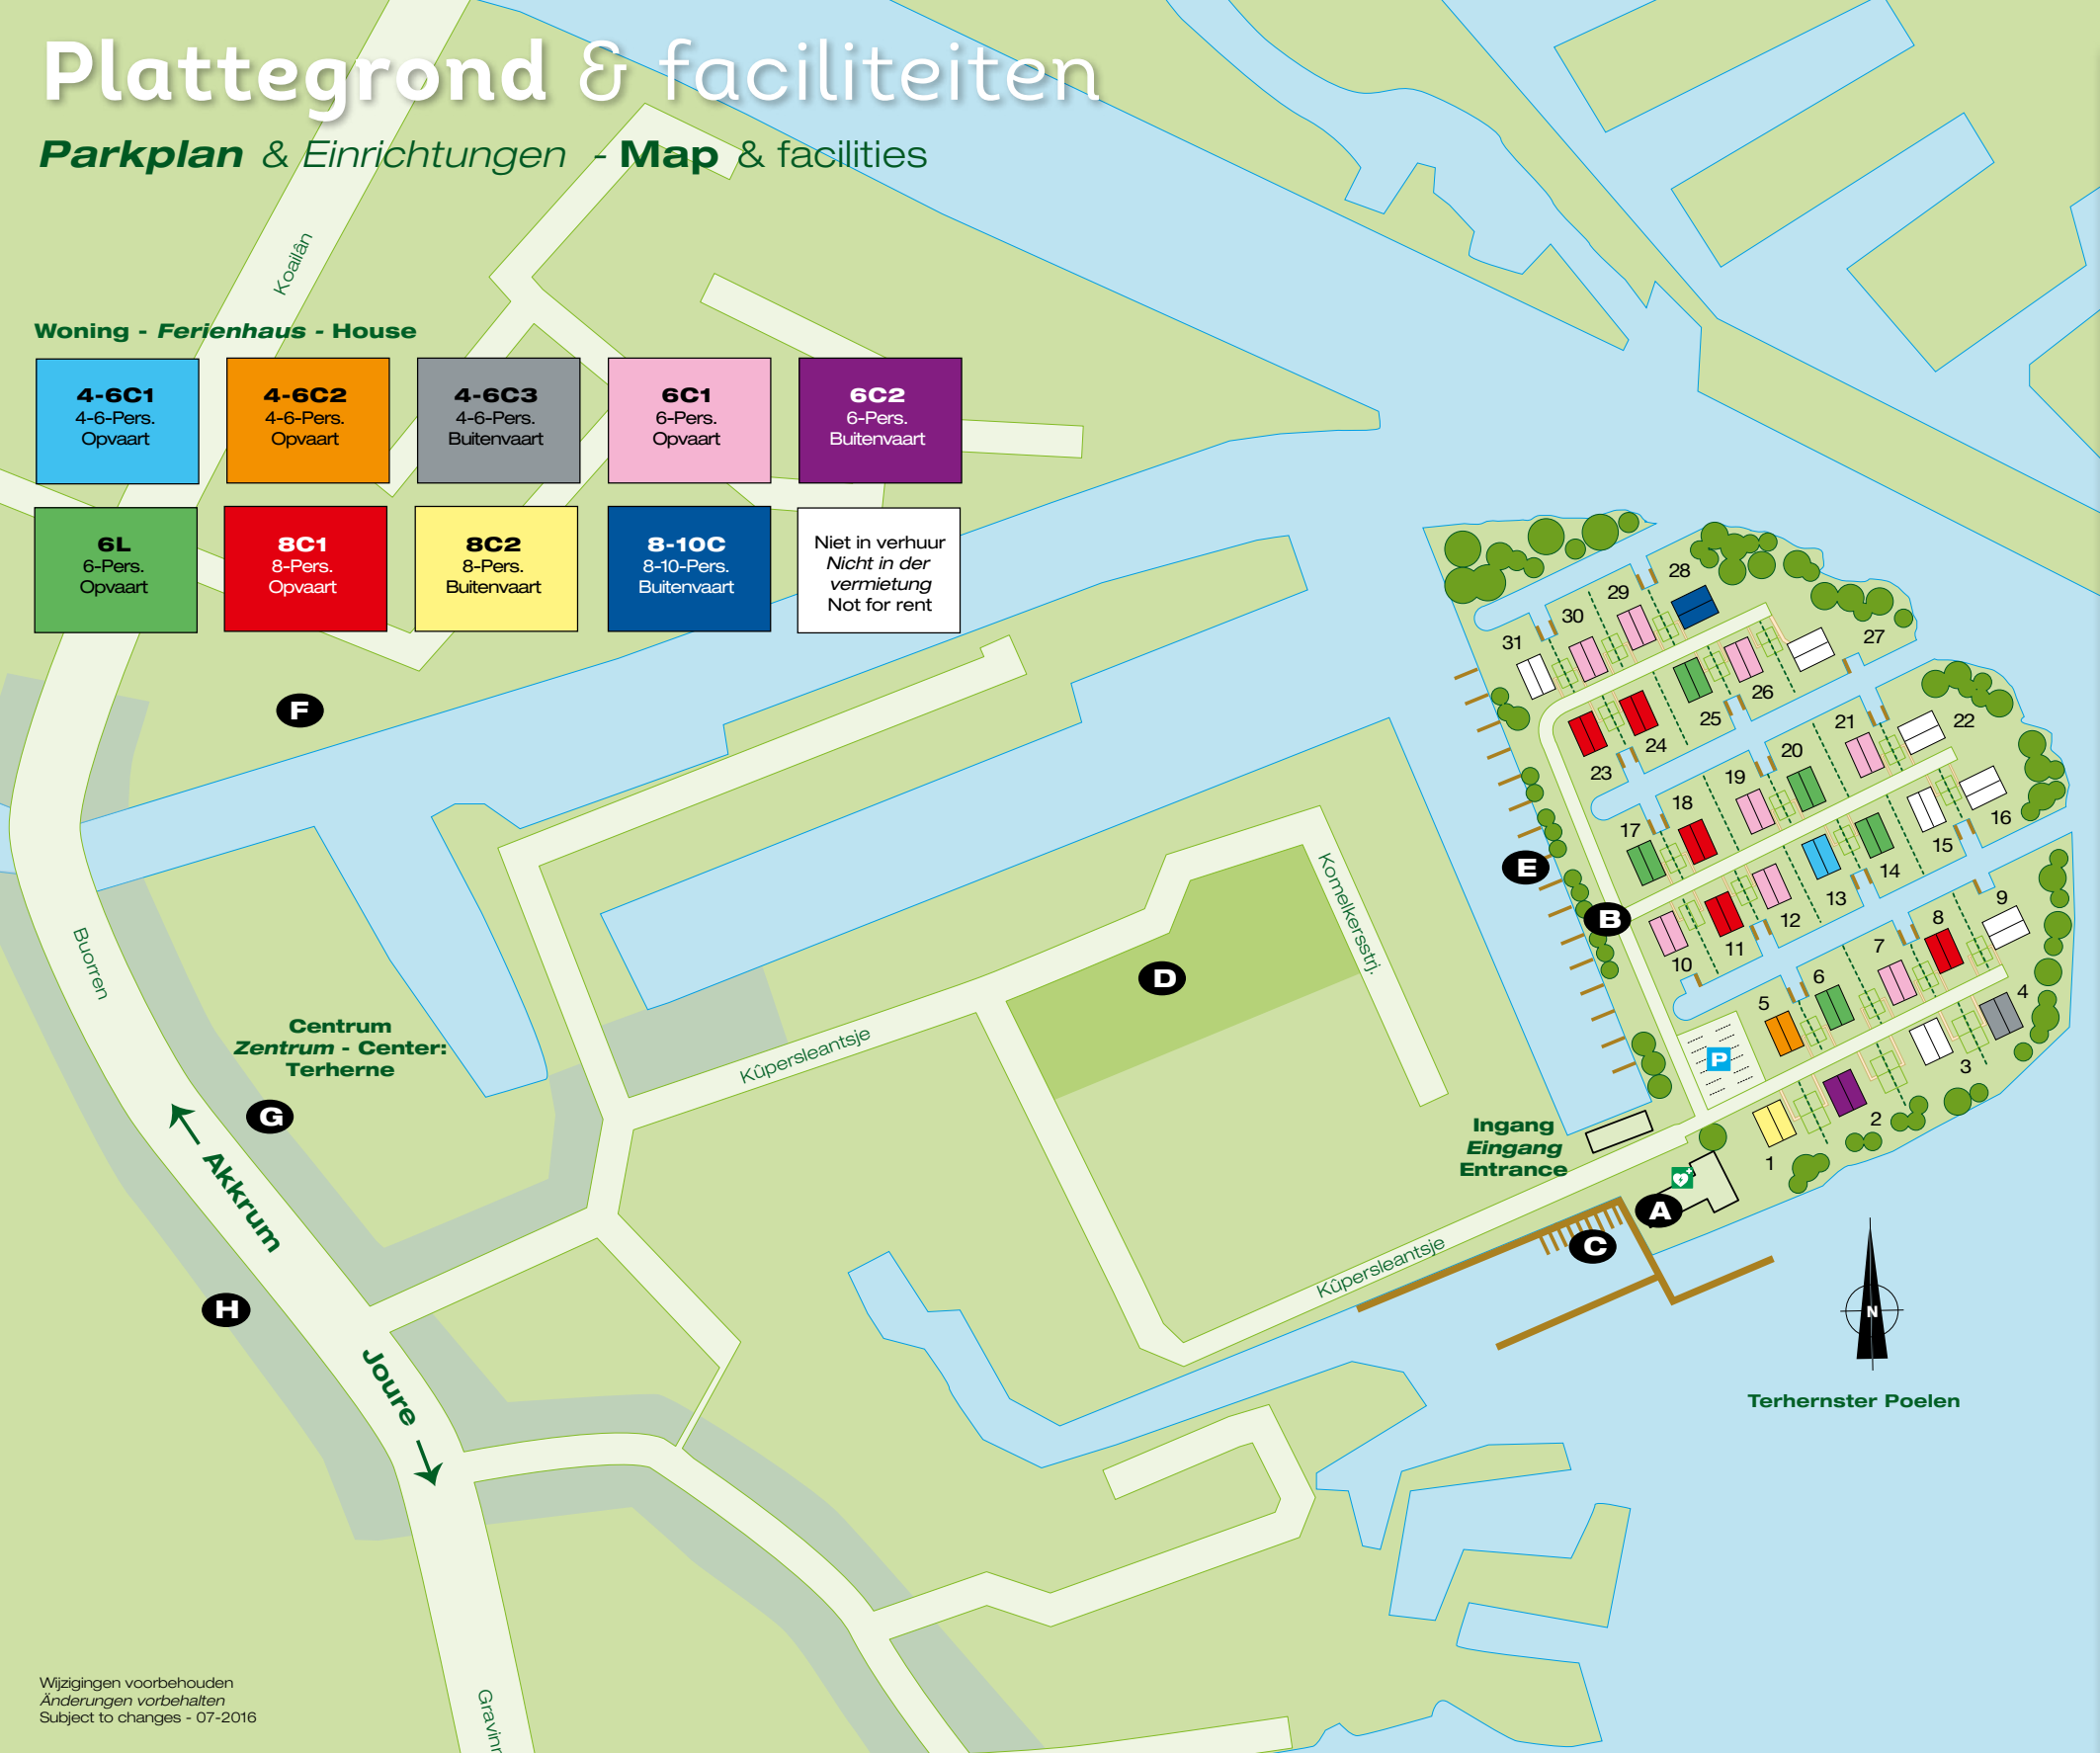 Plattegrond & faciliteiten
Parkplan & Einrichtungen - Map & facilities
Koailân
Woning - Ferienhaus - House
4-6C1
4-6-Pers.
Opvaart
4-6C2
4-6-Pers.
Opvaart
4-6C3
4-6-Pers.
Buitenvaart
6C1
6-Pers.
Opvaart
6C2
6-Pers.
Buitenvaart
6L
6-Pers.
Opvaart
8C1
8-Pers.
Opvaart
8C2
8-Pers.
Buitenvaart
8-10C
8-10-Pers.
Buitenvaart
Niet in verhuur
Nicht in der
vermietung
Not for rent
28
29
30
31
27
26
25
24
23
22
21
20
19
18
17
16
15
14
13
12
11
10
9
8
7
6
5
4
3
2
1
F
E
B
D
P
Komelkersstrj.
Buorren
Centrum
Zentrum - Center:
Terherne
Kûpersleantsje
G
Akkrum
H
Joure
Ingang
Eingang
Entrance
A
C
Kûpersleantsje
N
Terhernster Poelen
Wijzigingen voorbehouden
Änderungen vorbehalten
Subject to changes - 07-2016